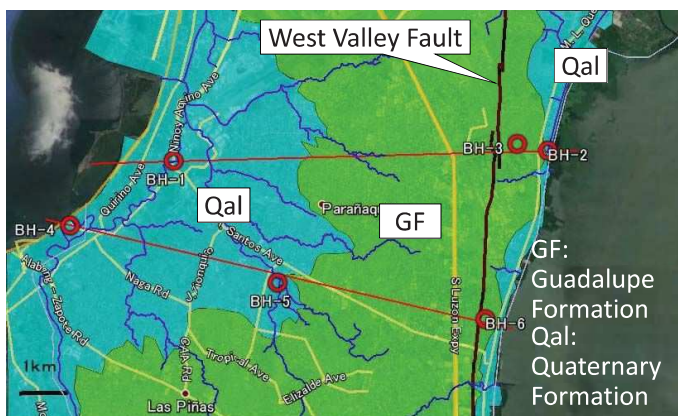 West Valley Fault
Qal
M. L. Que
Ninoy Aquino Ave
BH-3
BH-2
BH-1
Quirino Ave
Qal
Parañaq
GF
BH-4
Santos Ave
GF:
Guadalupe
Formation
Qal:
Quaternary
Formation
Alabang - Zapote Rd
Naga Rd
BH-5
S Luzon Expy
BH-6
1km
Tropical Ave
Elizalde Ave
Las Piñas